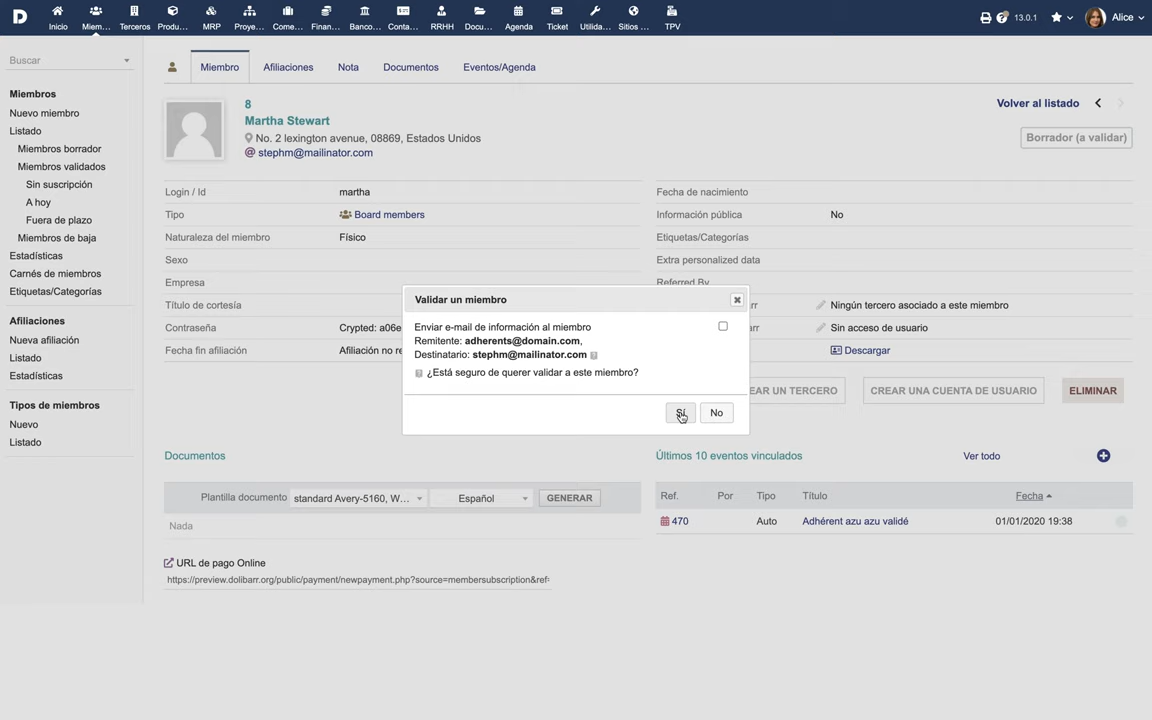 D
Inicio Miem... Terceros Produ... MRP Proye... Come... Finan... Banco... Conta... RRHH Docu... Agenda Ticket Utilida... Sitios ... TPV
13.0.1
Alice
Buscar
Miembros
Nuevo miembro
Listado
Miembros borrador
Miembros validados
Sin suscripción
A hoy
Fuera de plazo
Miembros de baja
Estadísticas
Carnés de miembros
Etiquetas/Categorías
Afiliaciones
Nueva afiliación
Listado
Estadísticas
Tipos de miembros
Nuevo
Listado
Miembro Afiliaciones Nota Documentos Eventos/Agenda
8
Martha Stewart
No. 2 lexington avenue, 08869, Estados Unidos
stephm@mailinator.com
Volver al listado
Borrador (a validar)
Login / Id martha
Tipo Board members
Naturaleza del miembro Físico
Sexo
Empresa
Título de cortesía
Contraseña Crypted: a06e
Fecha fin afiliación Afiliación no re
Fecha de nacimiento
Información pública No
Etiquetas/Categorías
Extra personalized data
Referred By
arr Ningún tercero asociado a este miembro
arr Sin acceso de usuario
Descargar
Validar un miembro
Enviar e-mail de información al miembro
Remitente: adherents@domain.com,
Destinatario: stephm@mailinator.com
¿Está seguro de querer validar a este miembro?
Sí No
EAR UN TERCERO CREAR UNA CUENTA DE USUARIO ELIMINAR
Documentos
Plantilla documento standard Avery-5160, W... Español GENERAR
Nada
URL de pago Online
https://preview.dolibarr.org/public/payment/newpayment.php?source=membersubscription&ref=
Últimos 10 eventos vinculados Ver todo
Ref. Por Tipo Título Fecha
470 Auto Adhérent azu azu validé 01/01/2020 19:38